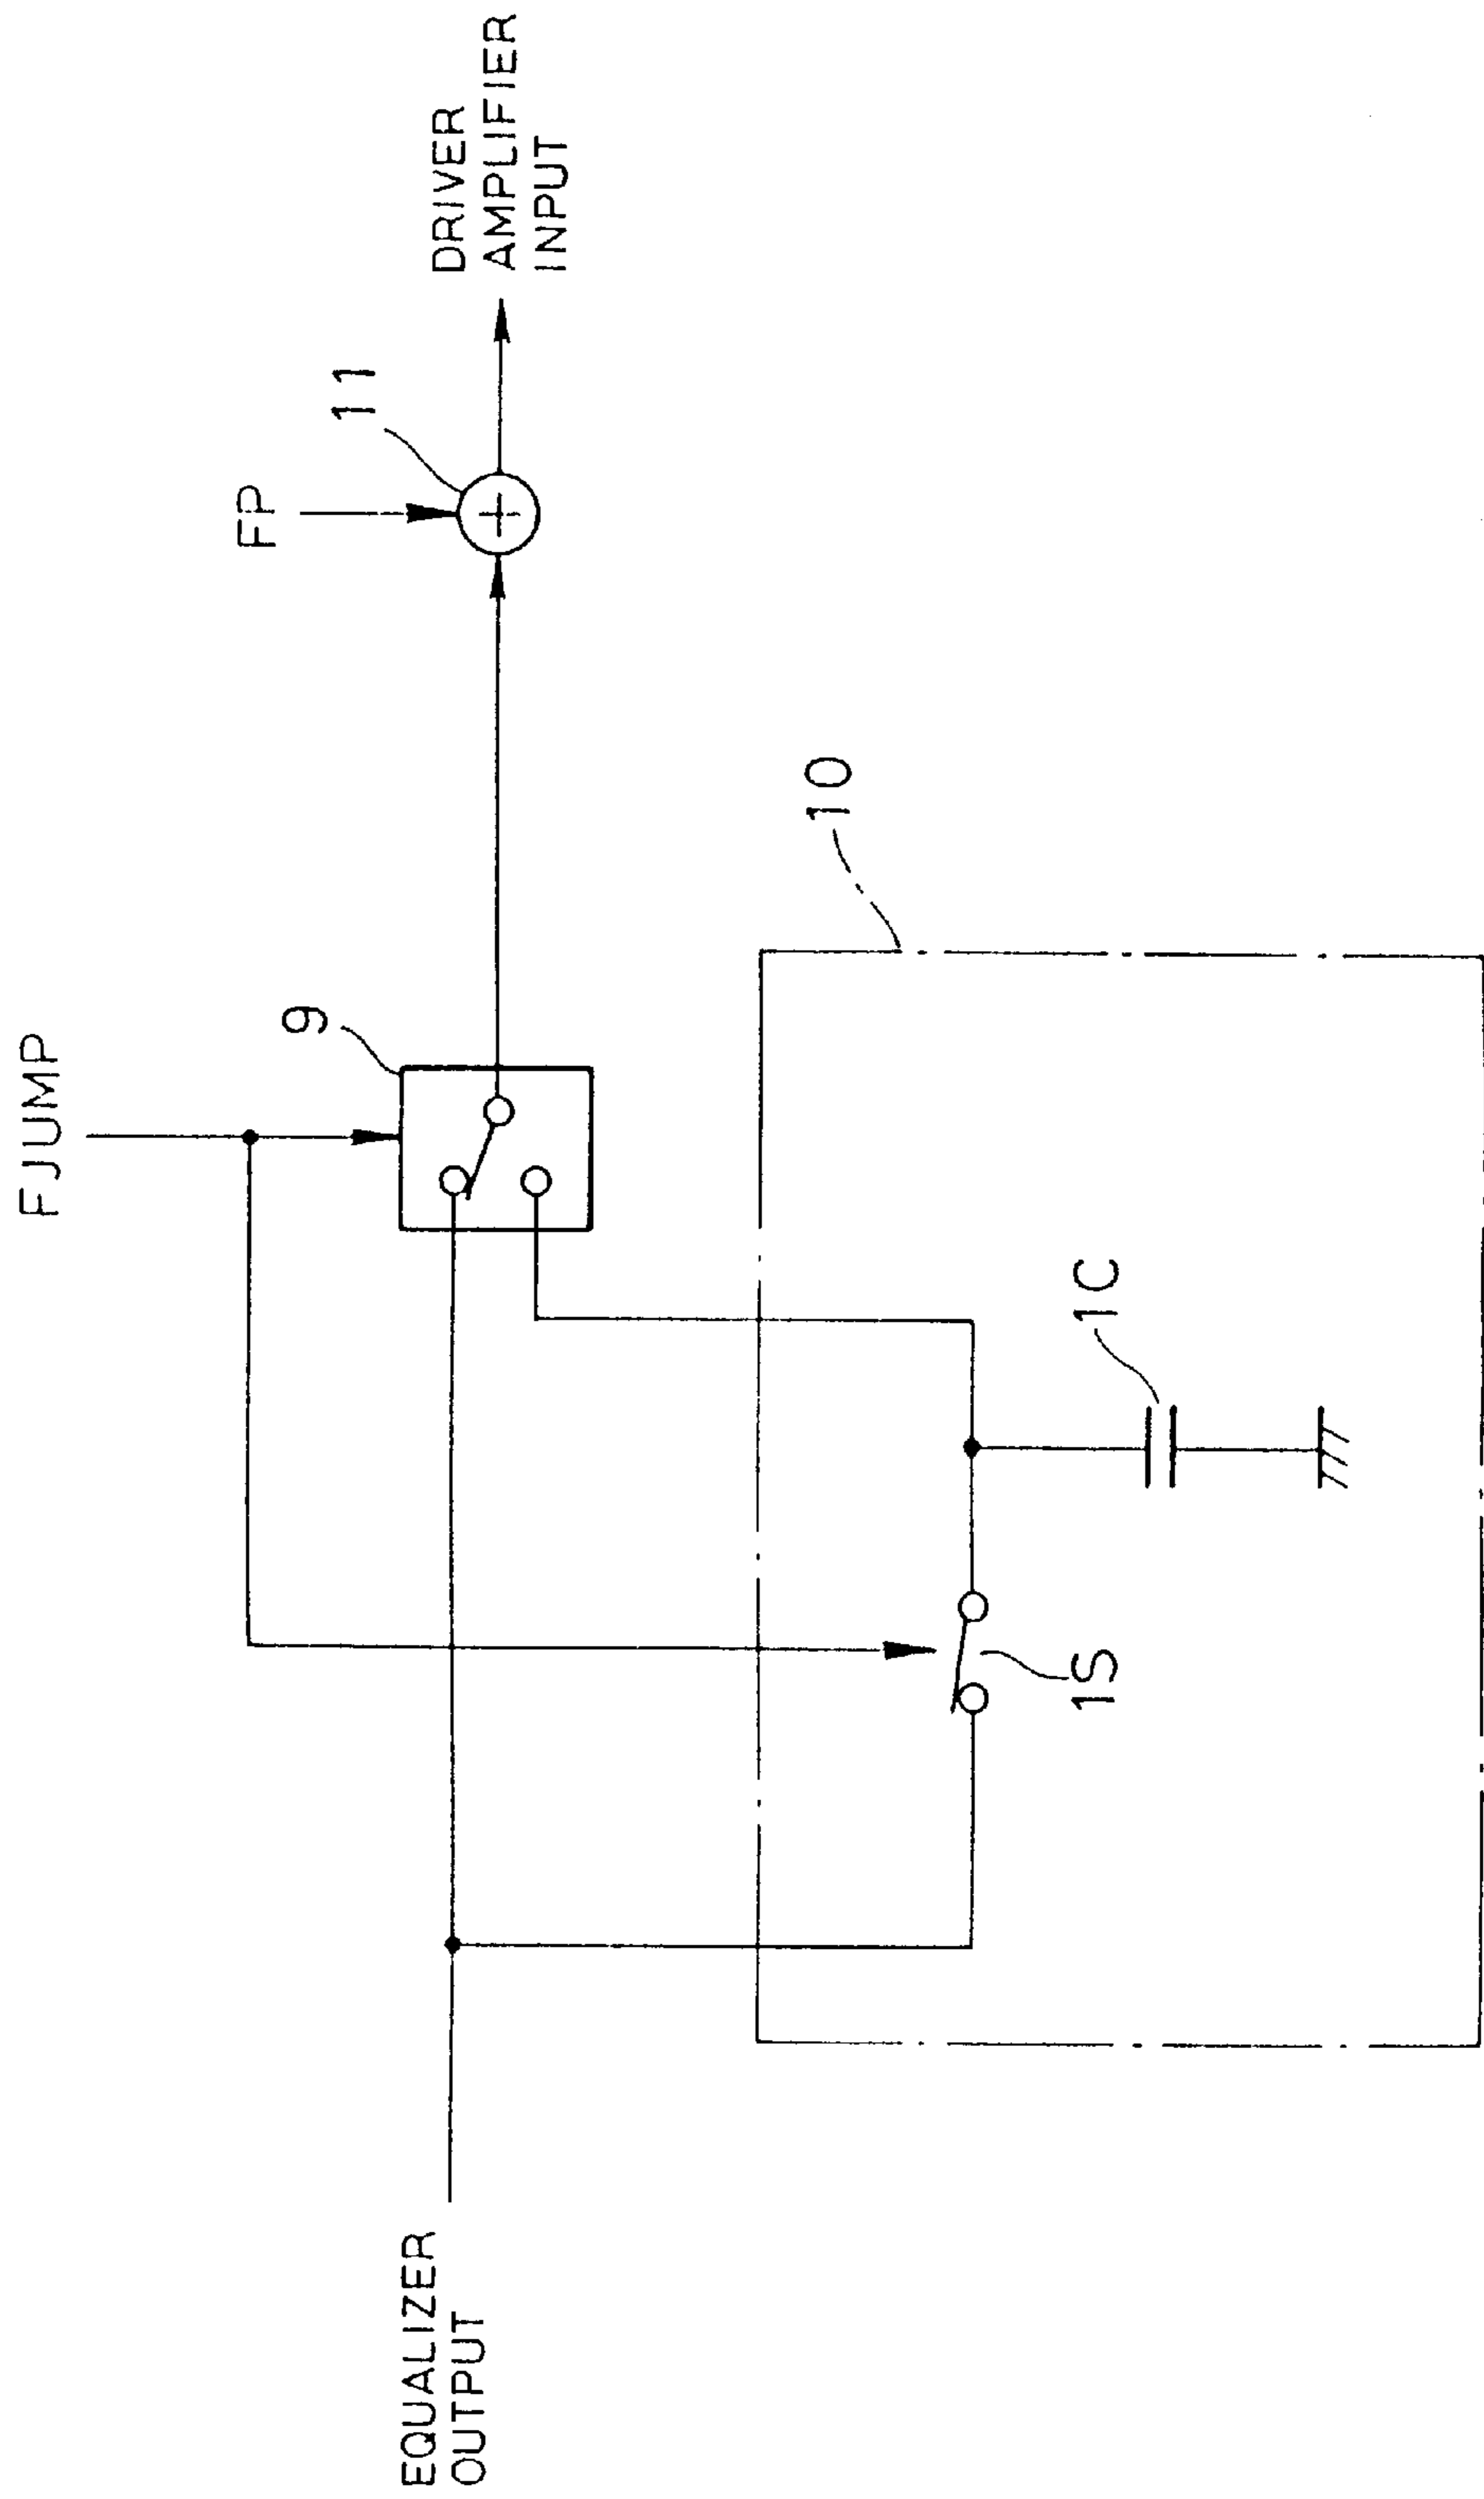 FJUMP
FP
11
DRIVER
AMPLIFIER
INPUT
9
EQUALIZER
OUTPUT
10
1C
1S